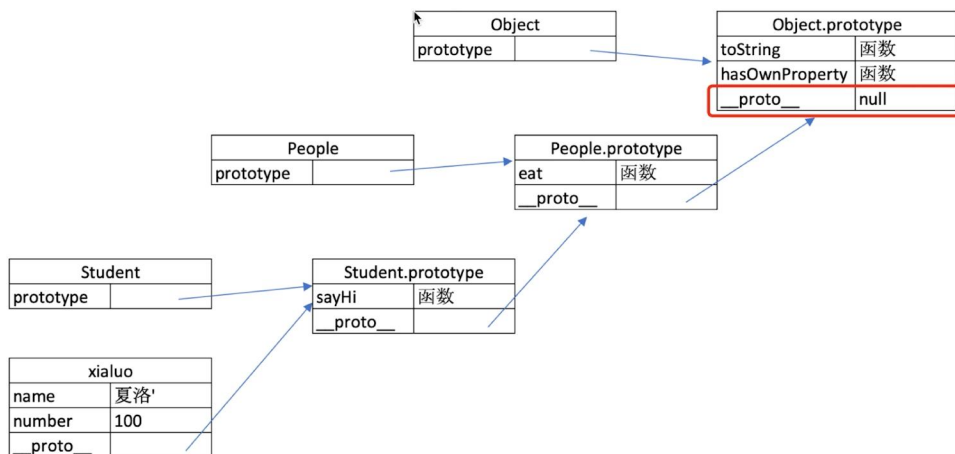 Object
prototype
Object.prototype
toString 函数
hasOwnProperty 函数
__proto__ null
People
prototype
People.prototype
eat 函数
__proto__
Student
prototype
Student.prototype
sayHi 函数
__proto__
xialuo
name 夏洛'
number 100
__proto__